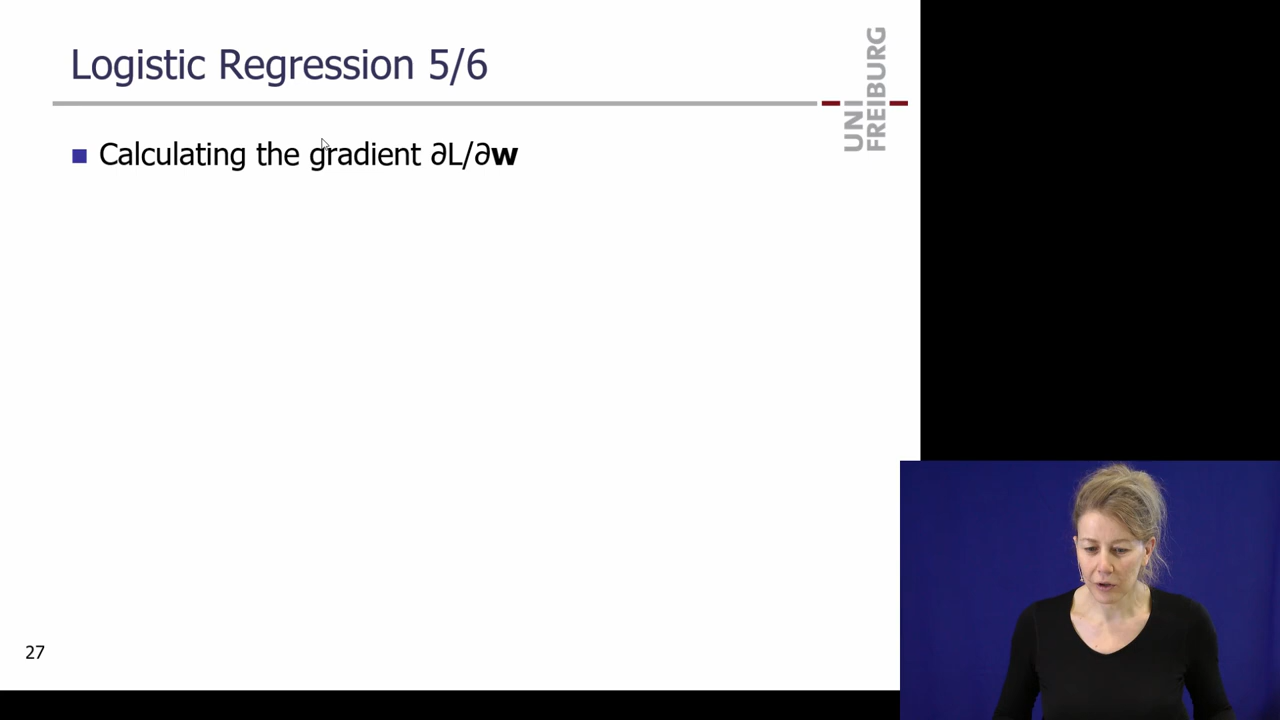 Logistic Regression 5/6
UNI
FREIBURG
Calculating the gradient ∂L/∂w
27